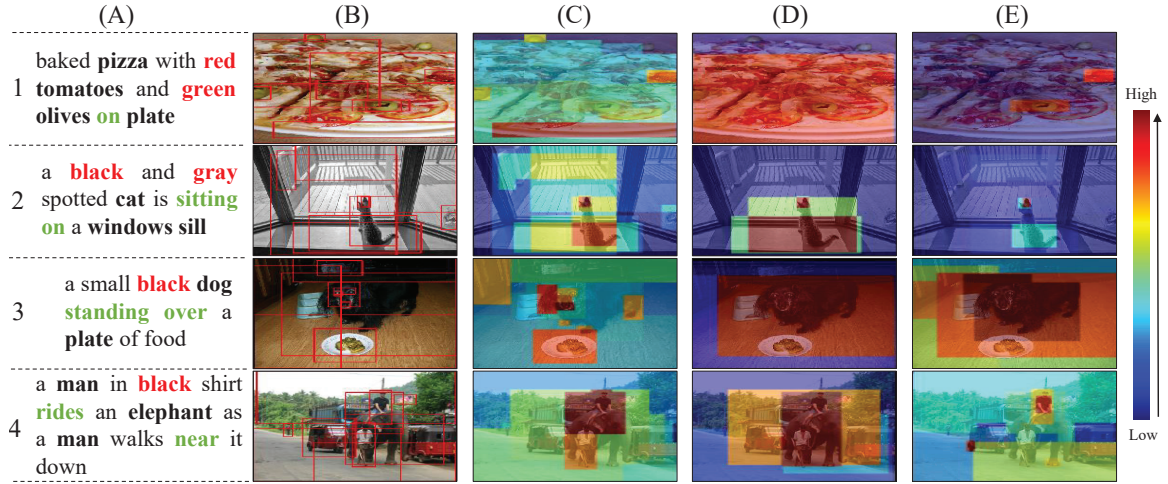 (A) (B) (C) (D) (E)
1
baked pizza with red
tomatoes and green
olives on plate
2
a black and gray
spotted cat is sitting
on a windows sill
3
a small black dog
standing over a
plate of food
4
a man in black shirt
rides an elephant as
a man walks near it
down
High
Low